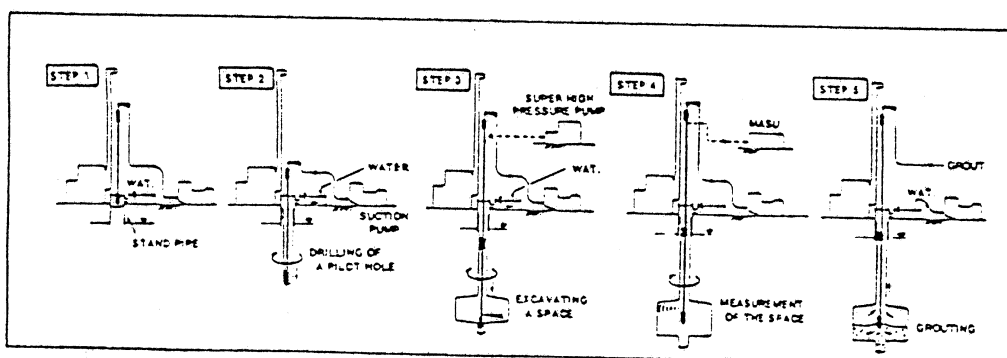 STEP 1
WAT.
STAND PIPE
STEP 2
WATER
SUCTION
PUMP
DRILLING OF
A PILOT HOLE
STEP 3
SUPER HIGH
PRESSURE PUMP
WAT.
EXCAVATING
A SPACE
STEP 4
MASU
MEASUREMENT
OF THE SPACE
STEP 5
GROUT
WAT.
GROUTING